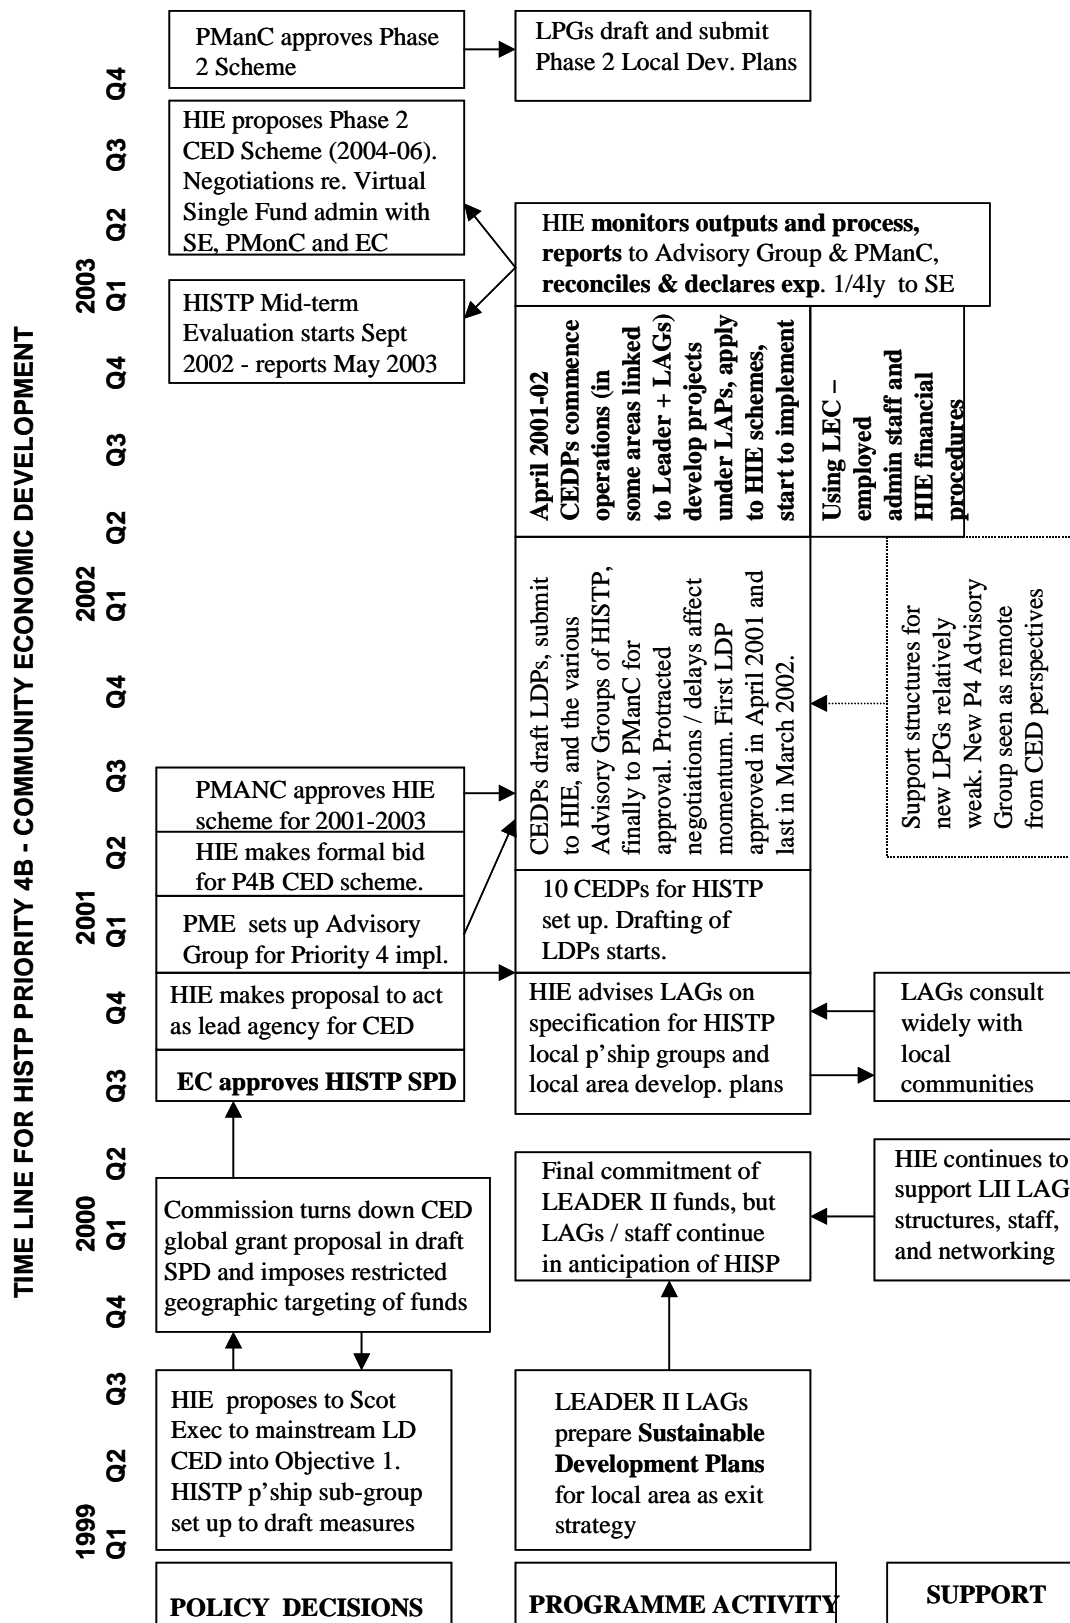 TIME LINE FOR HISTP PRIORITY 4B - COMMUNITY ECONOMIC DEVELOPMENT
Q4
Q3
Q2
2003
Q1
Q4
Q3
Q2
2002
Q1
Q4
Q3
Q2
2001
Q1
Q4
Q3
Q2
2000
Q1
Q4
Q3
Q2
1999
Q1
PManC approves Phase
2 Scheme
LPGs draft and submit
Phase 2 Local Dev. Plans
HIE proposes Phase 2
CED Scheme (2004-06).
Negotiations re. Virtual
Single Fund admin with
SE, PMonC and EC
HIE monitors outputs and process,
reports to Advisory Group & PManC,
reconciles & declares exp. 1/4ly to SE
HISTP Mid-term
Evaluation starts Sept
2002 - reports May 2003
April 2001-02
CEDPs commence
operations (in
some areas linked
to Leader + LAGs)
develop projects
under LAPs, apply
to HIE schemes,
start to implement
Using LEC –
employed
admin staff and
HIE financial
procedures
CEDPs draft LDPs, submit
to HIE, and the various
Advisory Groups of HISTP,
finally to PManC for
approval. Protracted
negotiations / delays affect
momentum. First LDP
approved in April 2001 and
last in March 2002.
Support structures for
new LPGs relatively
weak. New P4 Advisory
Group seen as remote
from CED perspectives
PMANC approves HIE
scheme for 2001-2003
HIE makes formal bid
for P4B CED scheme.
PME sets up Advisory
Group for Priority 4 impl.
HIE makes proposal to act
as lead agency for CED
EC approves HISTP SPD
10 CEDPs for HISTP
set up. Drafting of
LDPs starts.
HIE advises LAGs on
specification for HISTP
local p'ship groups and
local area develop. plans
LAGs consult
widely with
local
communities
Commission turns down CED
global grant proposal in draft
SPD and imposes restricted
geographic targeting of funds
Final commitment of
LEADER II funds, but
LAGs / staff continue
in anticipation of HISP
HIE continues to
support LII LAG
structures, staff,
and networking
HIE proposes to Scot
Exec to mainstream LD
CED into Objective 1.
HISTP p'ship sub-group
set up to draft measures
LEADER II LAGs
prepare Sustainable
Development Plans
for local area as exit
strategy
POLICY DECISIONS
PROGRAMME ACTIVITY
SUPPORT